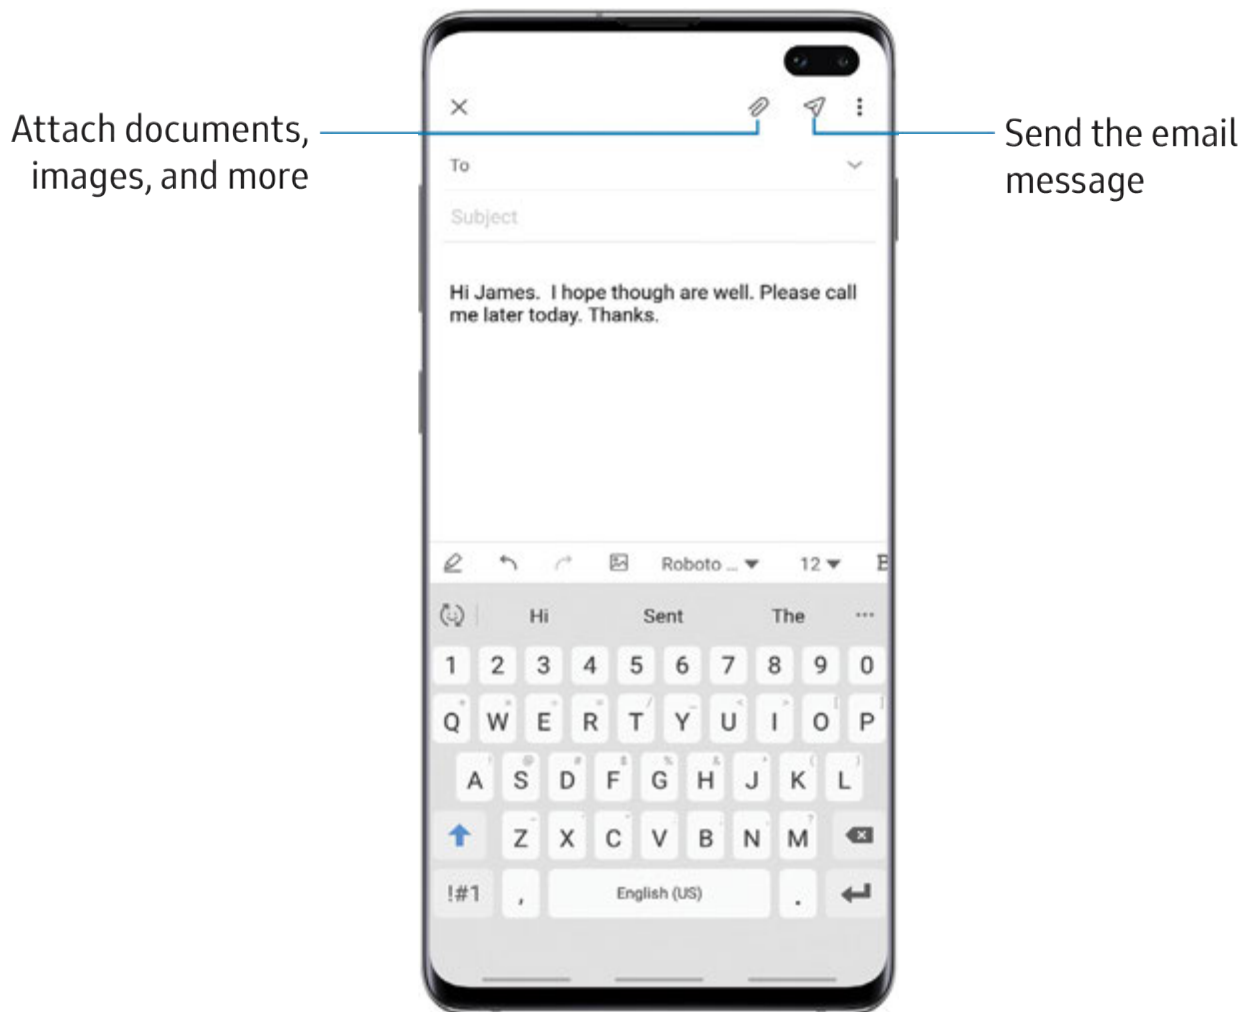 Attach documents,
images, and more
Send the email
message
To
Subject
Hi James.  I hope though are well. Please call
me later today. Thanks.
Roboto ... 12 B
Hi Sent The ...
1 2 3 4 5 6 7 8 9 0
Q W E R T Y U I O P
A S D F G H J K L
Z X C V B N M
!#1 , English (US) .